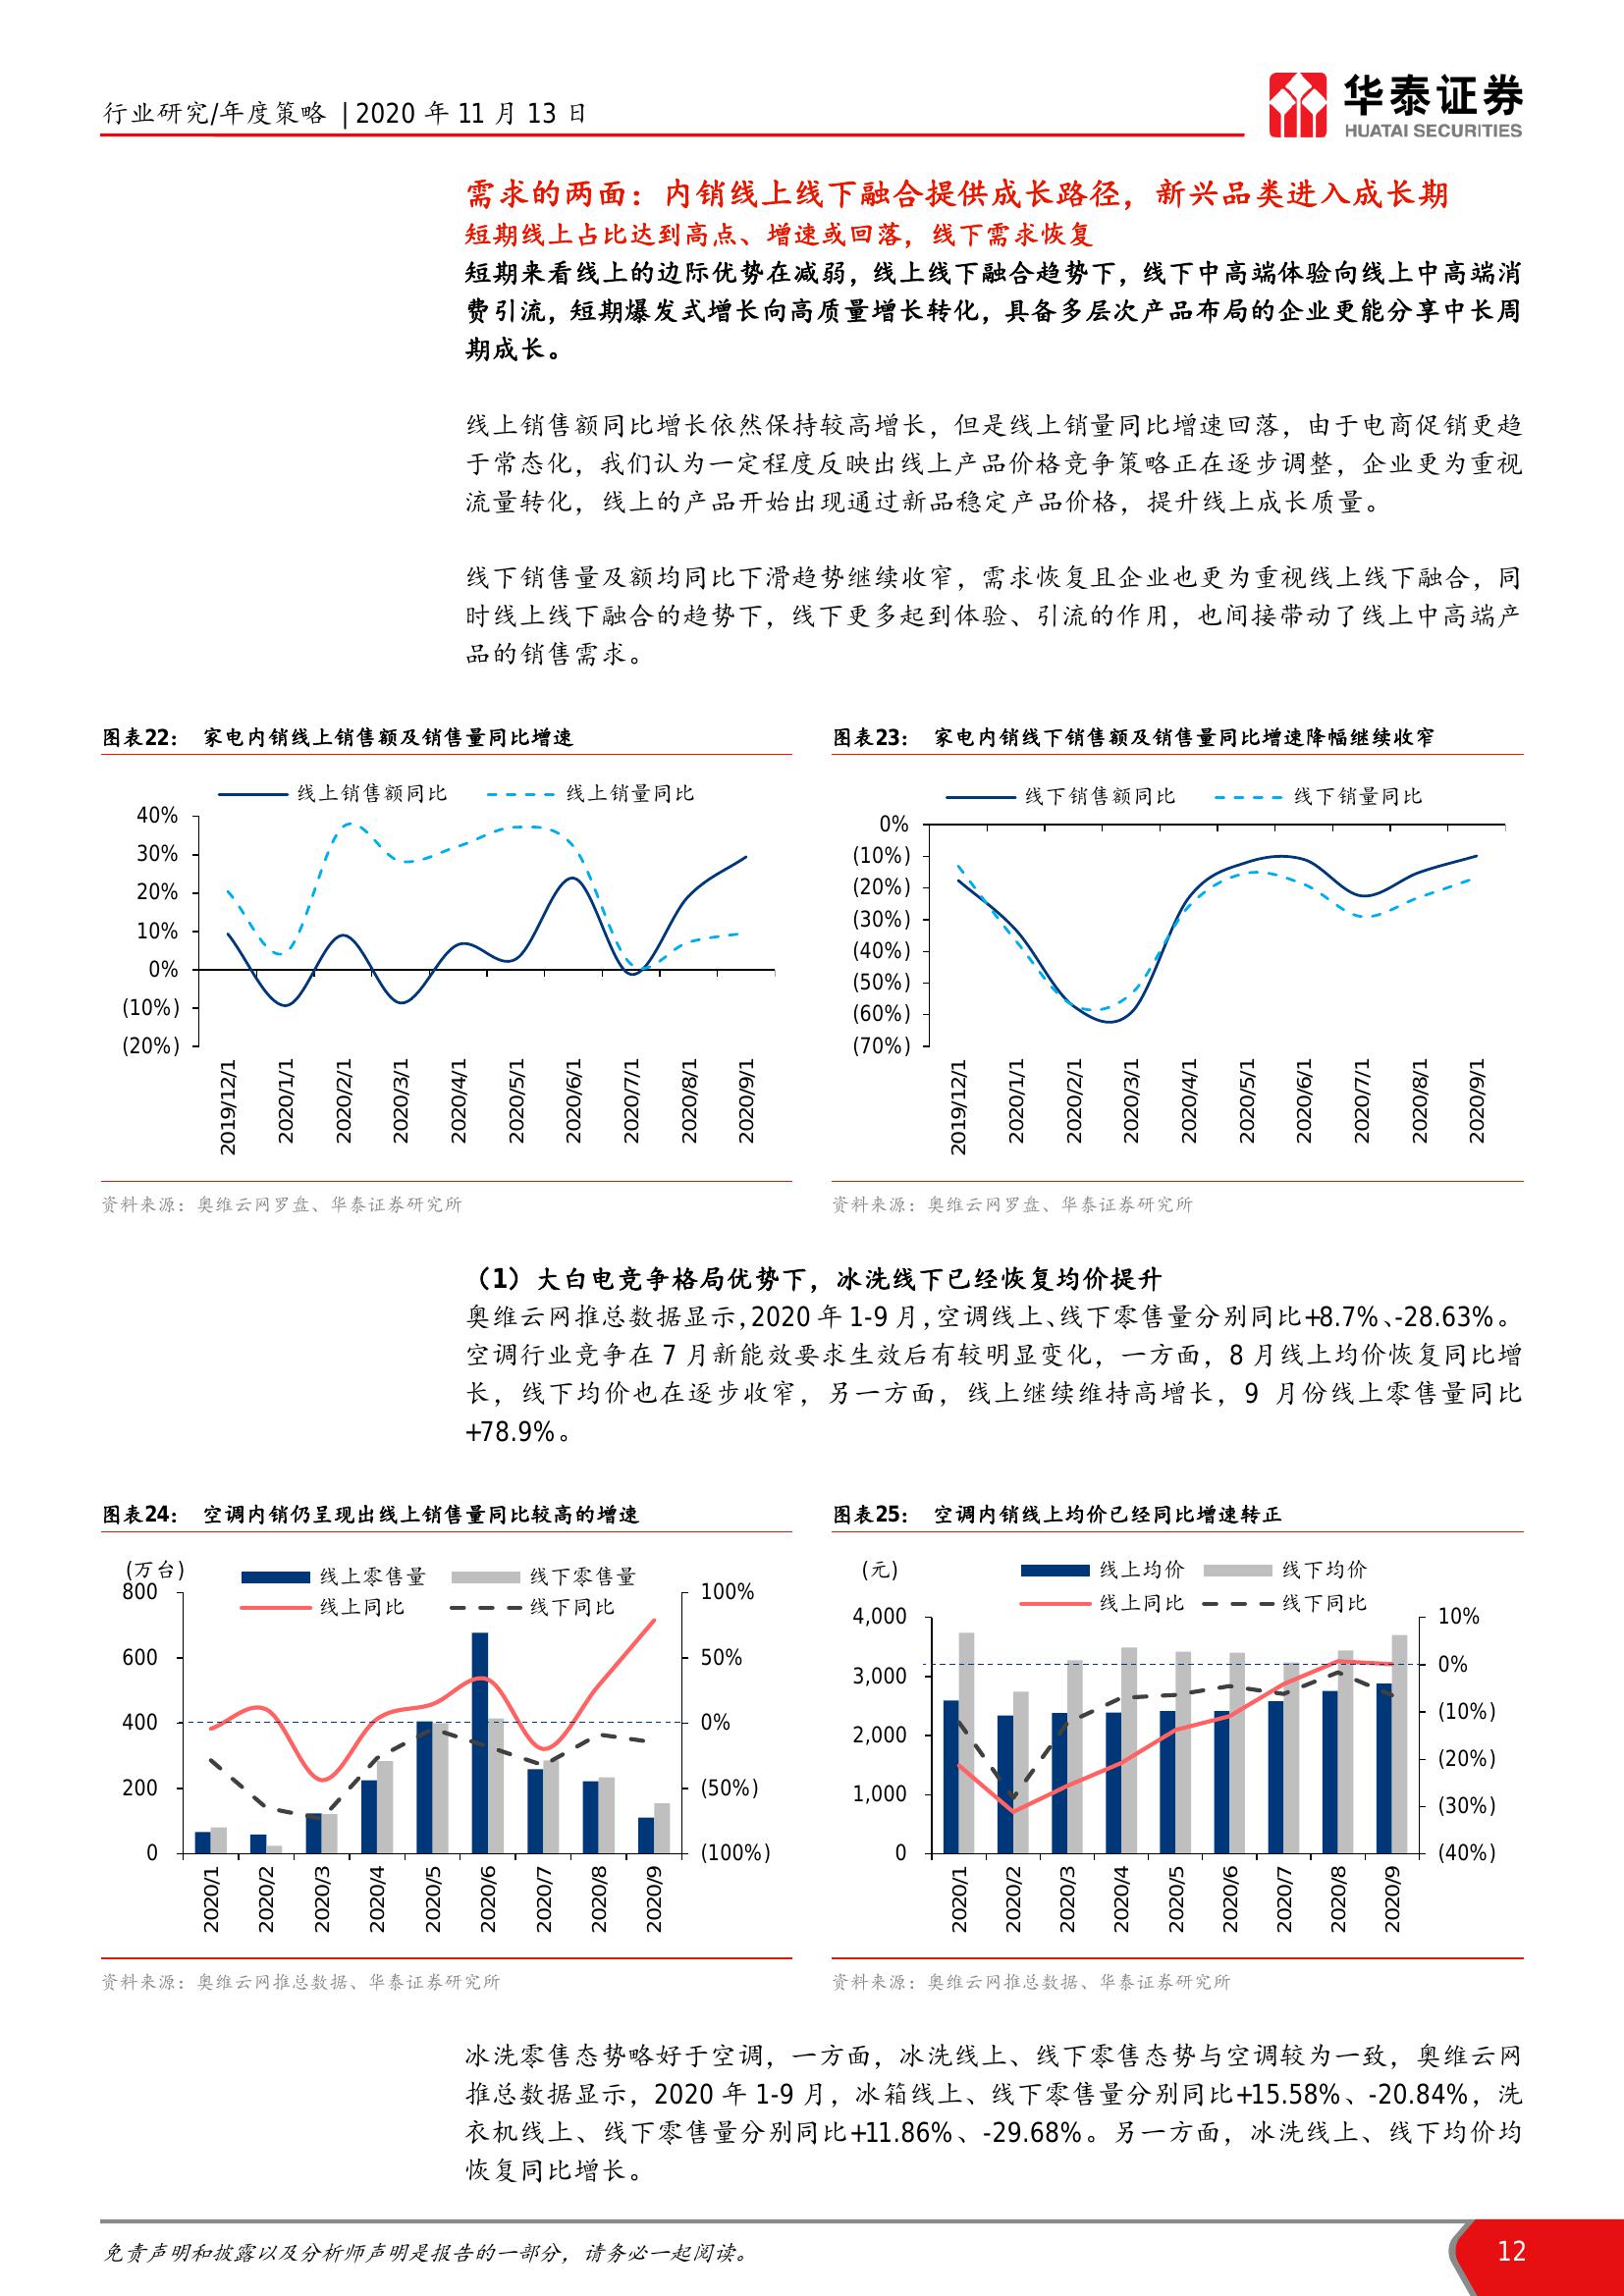 行业研究/年度策略 | 2020 年 11 月 13 日
华泰证券
HUATAI SECURITIES
需求的两面：内销线上线下融合提供成长路径，新兴品类进入成长期
短期线上占比达到高点、增速或回落，线下需求恢复
短期来看线上的边际优势在减弱，线上线下融合趋势下，线下中高端体验向线上中高端消
费引流，短期爆发式增长向高质量增长转化，具备多层次产品布局的企业更能分享中长周
期成长。
线上销售额同比增长依然保持较高增长，但是线上销量同比增速回落，由于电商促销更趋
于常态化，我们认为一定程度反映出线上产品价格竞争策略正在逐步调整，企业更为重视
流量转化，线上的产品开始出现通过新品稳定产品价格，提升线上成长质量。
线下销售量及额均同比下滑趋势继续收窄，需求恢复且企业也更为重视线上线下融合，同
时线上线下融合的趋势下，线下更多起到体验、引流的作用，也间接带动了线上中高端产
品的销售需求。
图表22： 家电内销线上销售额及销售量同比增速
线上销售额同比 线上销量同比
40%
30%
20%
10%
0%
(10%)
(20%)
2019/12/1
2020/1/1
2020/2/1
2020/3/1
2020/4/1
2020/5/1
2020/6/1
2020/7/1
2020/8/1
2020/9/1
资料来源：奥维云网罗盘、华泰证券研究所
图表23： 家电内销线下销售额及销售量同比增速降幅继续收窄
线下销售额同比 线下销量同比
0%
(10%)
(20%)
(30%)
(40%)
(50%)
(60%)
(70%)
2019/12/1
2020/1/1
2020/2/1
2020/3/1
2020/4/1
2020/5/1
2020/6/1
2020/7/1
2020/8/1
2020/9/1
资料来源：奥维云网罗盘、华泰证券研究所
（1）大白电竞争格局优势下，冰洗线下已经恢复均价提升
奥维云网推总数据显示，2020 年 1-9 月，空调线上、线下零售量分别同比+8.7%、-28.63%。
空调行业竞争在 7 月新能效要求生效后有较明显变化，一方面，8 月线上均价恢复同比增
长，线下均价也在逐步收窄，另一方面，线上继续维持高增长，9 月份线上零售量同比
+78.9%。
图表24： 空调内销仍呈现出线上销售量同比较高的增速
(万台)
线上零售量 线下零售量
线上同比 线下同比
800
600
400
200
0
100%
50%
0%
(50%)
(100%)
2020/1
2020/2
2020/3
2020/4
2020/5
2020/6
2020/7
2020/8
2020/9
资料来源：奥维云网推总数据、华泰证券研究所
图表25： 空调内销线上均价已经同比增速转正
(元)
线上均价 线下均价
线上同比 线下同比
4,000
3,000
2,000
1,000
0
10%
0%
(10%)
(20%)
(30%)
(40%)
2020/1
2020/2
2020/3
2020/4
2020/5
2020/6
2020/7
2020/8
2020/9
资料来源：奥维云网推总数据、华泰证券研究所
冰洗零售态势略好于空调，一方面，冰洗线上、线下零售态势与空调较为一致，奥维云网
推总数据显示，2020 年 1-9 月，冰箱线上、线下零售量分别同比+15.58%、-20.84%，洗
衣机线上、线下零售量分别同比+11.86%、-29.68%。另一方面，冰洗线上、线下均价均
恢复同比增长。
免责声明和披露以及分析师声明是报告的一部分，请务必一起阅读。
12